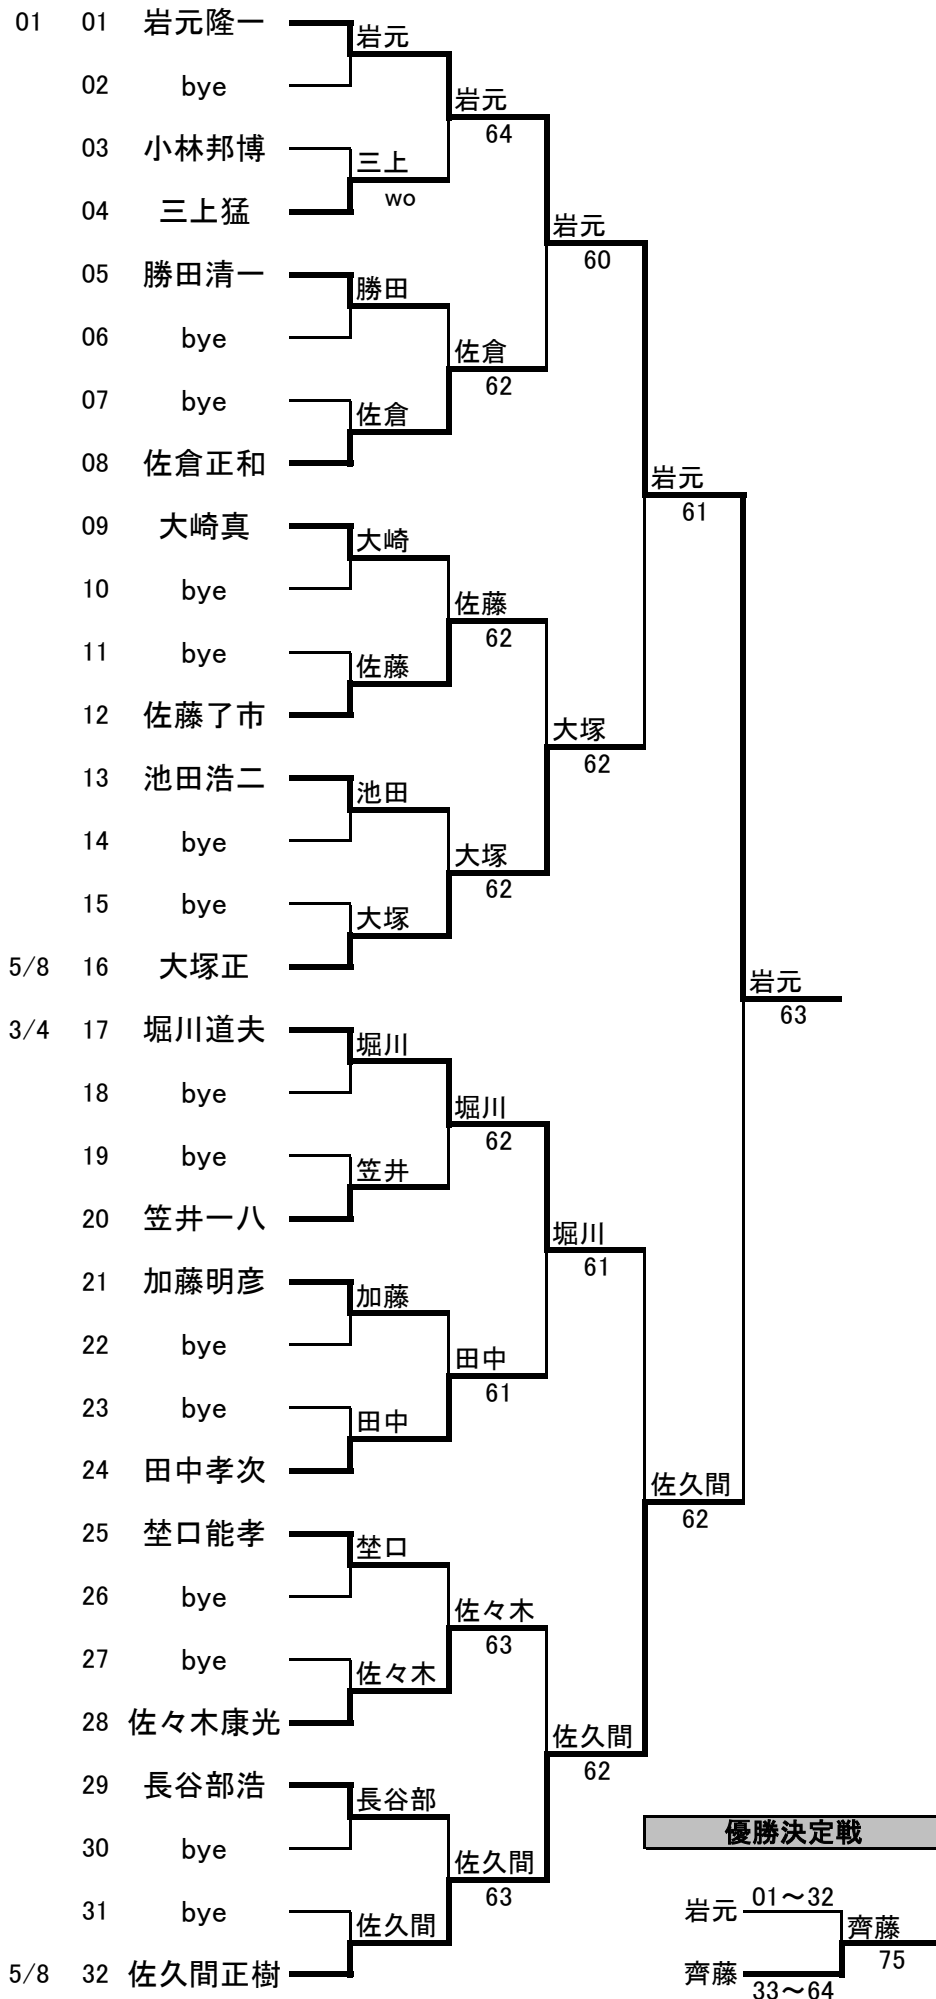 01 01 岩元隆一
岩元
02 bye
岩元
64
03 小林邦博
三上
wo
04 三上猛
岩元
60
05 勝田清一
勝田
06 bye
佐倉
62
07 bye
佐倉
08 佐倉正和
岩元
61
09 大崎真
大崎
10 bye
佐藤
62
11 bye
佐藤
12 佐藤了市
大塚
62
13 池田浩二
池田
14 bye
大塚
62
15 bye
大塚
5/8 16 大塚正
岩元
63
3/4 17 堀川道夫
堀川
18 bye
堀川
62
19 bye
笠井
20 笠井一八
堀川
61
21 加藤明彦
加藤
22 bye
田中
61
23 bye
田中
24 田中孝次
佐久間
62
25 埜口能孝
埜口
26 bye
佐々木
63
27 bye
佐々木
28 佐々木康光
佐久間
62
29 長谷部浩
長谷部
30 bye
佐久間
63
31 bye
佐久間
5/8 32 佐久間正樹
優勝決定戦
岩元 01～32
齊藤
75
齊藤 33～64